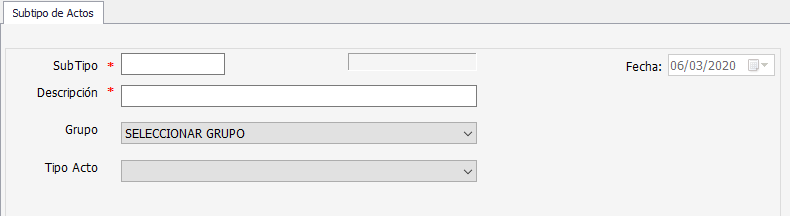 Subtipo de Actos
SubTipo * Fecha: 06/03/2020
Descripción *
Grupo SELECCIONAR GRUPO
Tipo Acto